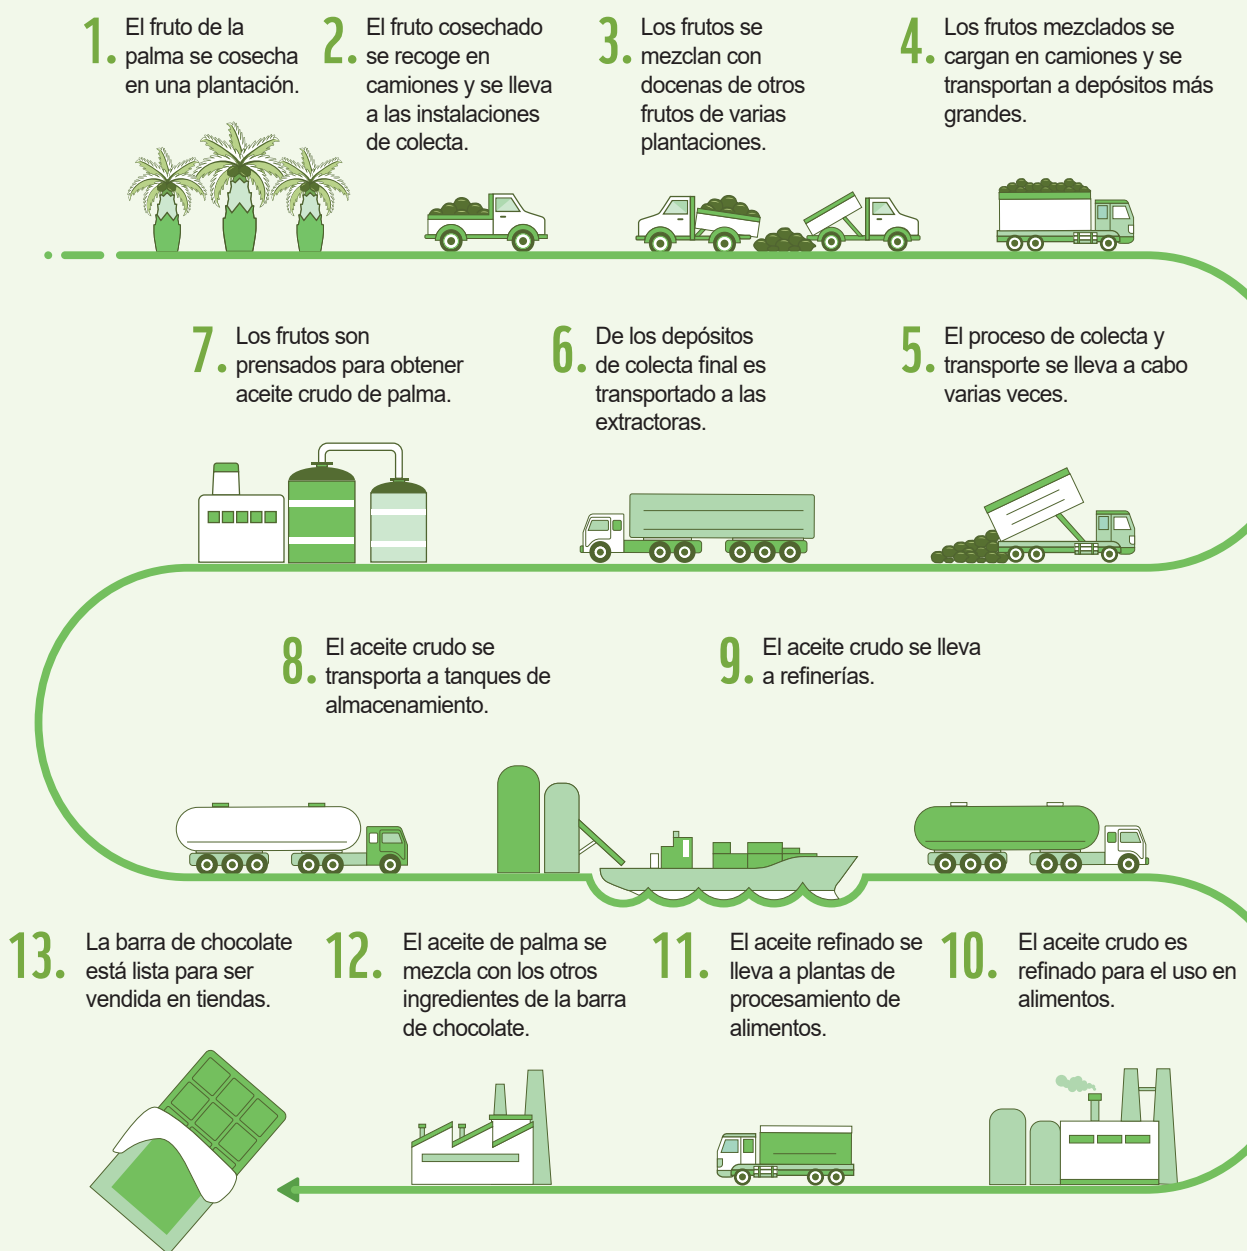 1. El fruto de la
palma se cosecha
en una plantación.
2. El fruto cosechado
se recoge en
camiones y se lleva
a las instalaciones
de colecta.
3. Los frutos se
mezclan con
docenas de otros
frutos de varias
plantaciones.
4. Los frutos mezclados se
cargan en camiones y se
transportan a depósitos más
grandes.
5. El proceso de colecta y
transporte se lleva a cabo
varias veces.
6. De los depósitos
de colecta final es
transportado a las
extractoras.
7. Los frutos son
prensados para obtener
aceite crudo de palma.
8. El aceite crudo se
transporta a tanques de
almacenamiento.
9. El aceite crudo se lleva
a refinerías.
10. El aceite crudo es
refinado para el uso en
alimentos.
11. El aceite refinado se
lleva a plantas de
procesamiento de
alimentos.
12. El aceite de palma se
mezcla con los otros
ingredientes de la barra
de chocolate.
13. La barra de chocolate
está lista para ser
vendida en tiendas.